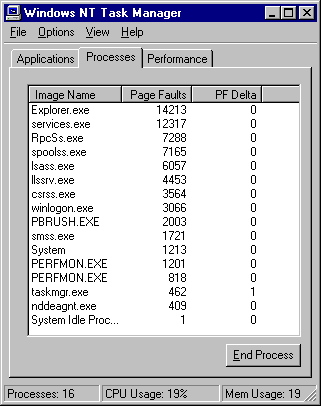 Windows NT Task Manager
File Options View Help
Applications Processes Performance
Image Name Page Faults PF Delta
Explorer.exe 14213 0
services.exe 12317 0
RpcSs.exe 7288 0
spoolss.exe 7165 0
lsass.exe 6057 0
llssrv.exe 4453 0
csrss.exe 3564 0
winlogon.exe 3066 0
PBRUSH.EXE 2003 0
smss.exe 1721 0
System 1213 0
PERFMON.EXE 1201 0
PERFMON.EXE 818 0
taskmgr.exe 462 1
nddeagnt.exe 409 0
System Idle Proc... 1 0
End Process
Processes: 16 CPU Usage: 19% Mem Usage: 19